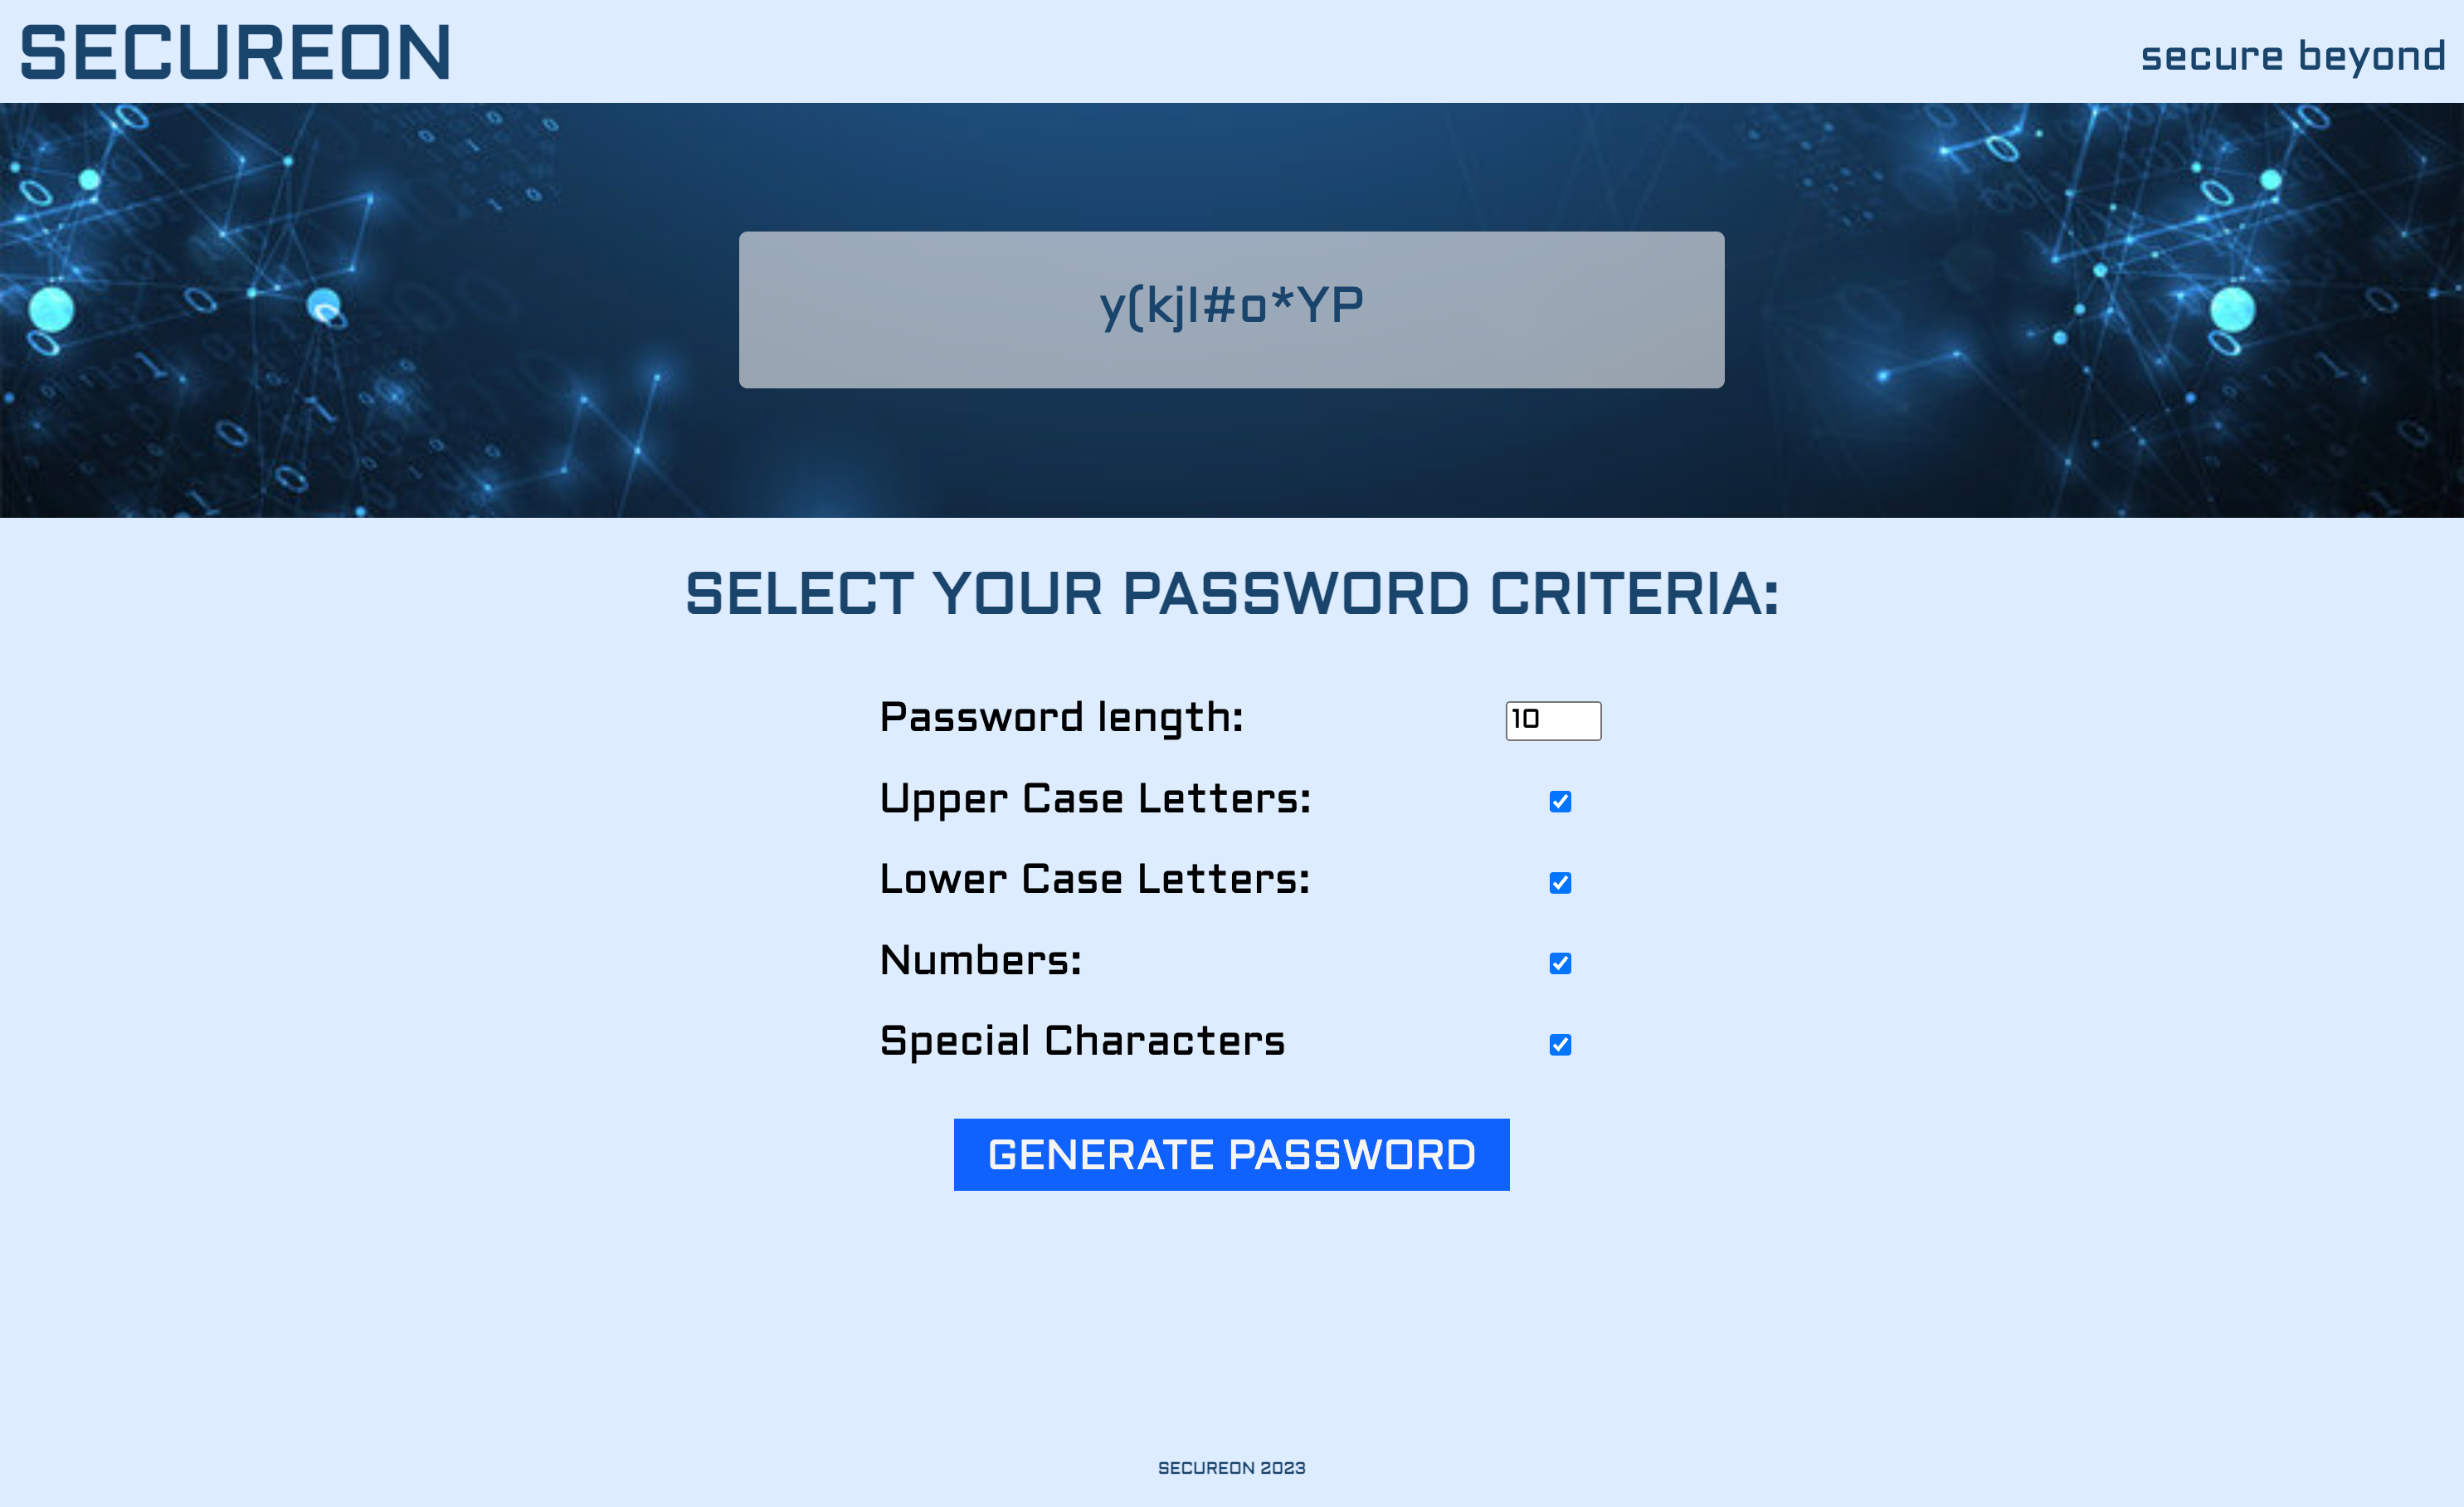 SECUREON
secure beyond
y(kjl#o*YP
SELECT YOUR PASSWORD CRITERIA:
Password length: 10
Upper Case Letters:
Lower Case Letters:
Numbers:
Special Characters
GENERATE PASSWORD
SECUREON 2023